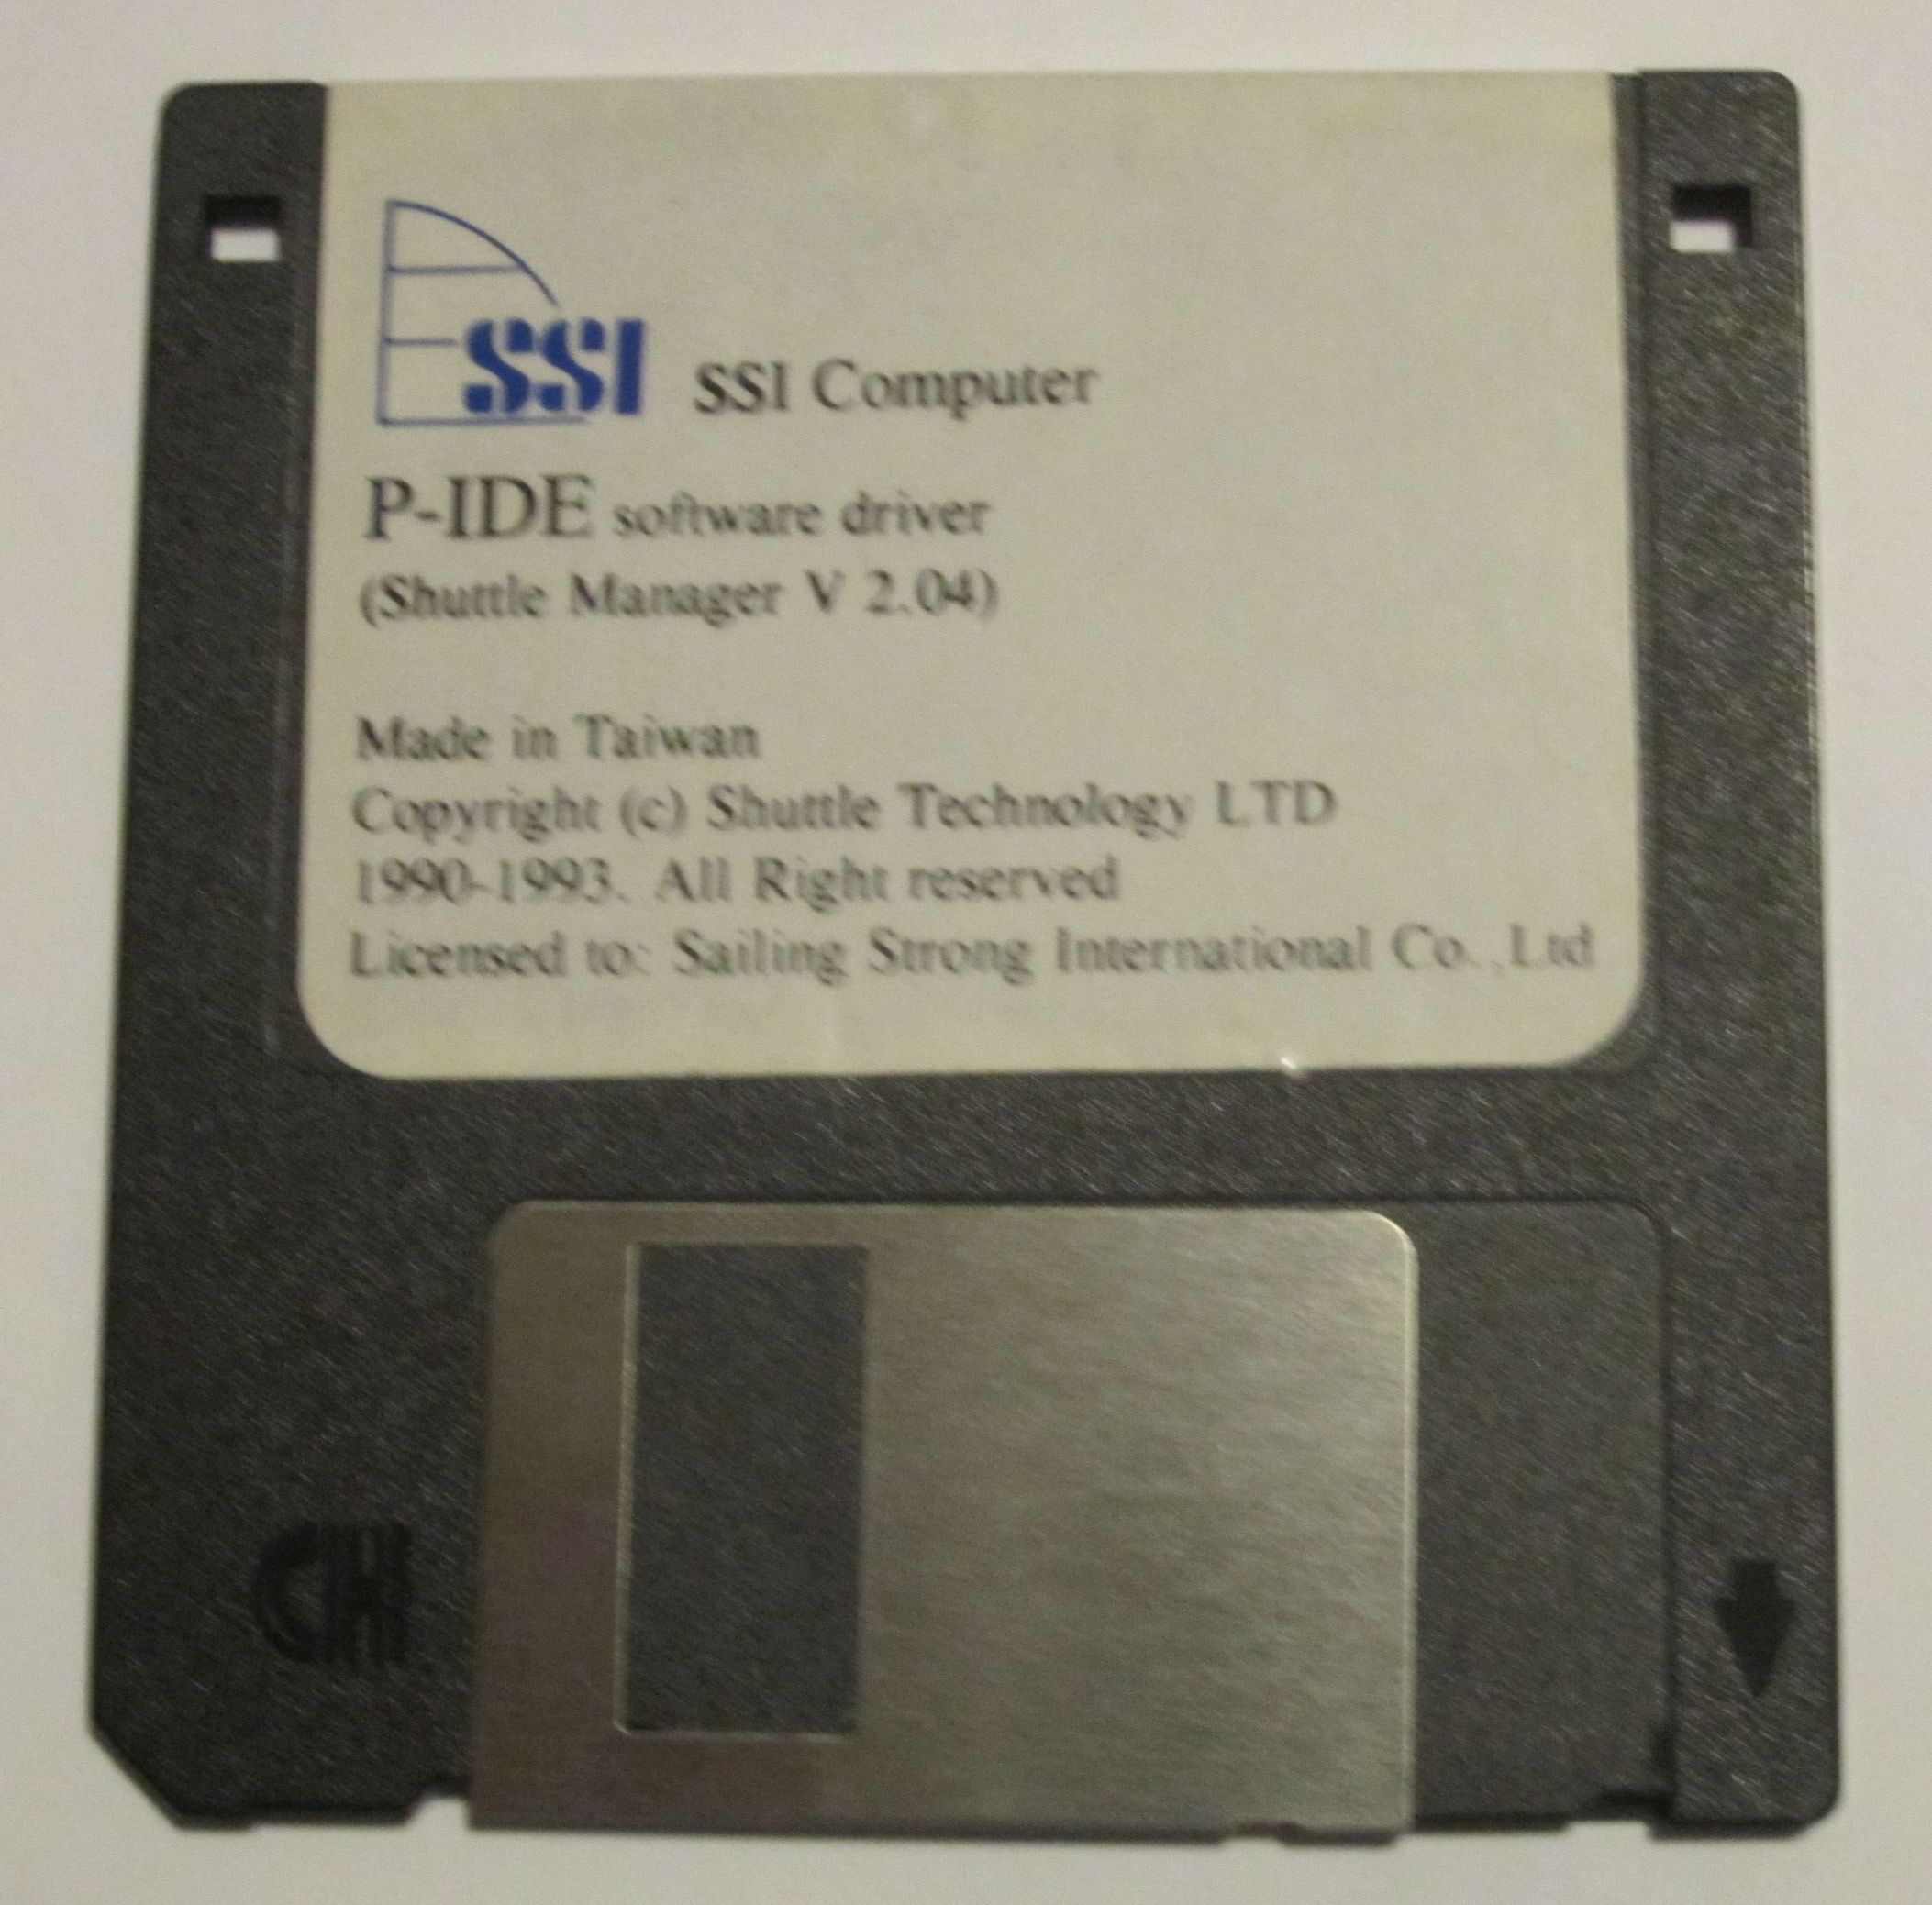 SSI SSI Computer
P-IDE software driver
(Shuttle Manager V 2.04)
Made in Taiwan
Copyright (c) Shuttle Technology LTD
1990-1993. All Right reserved
Licensed to: Sailing Strong International Co.,Ltd
CH